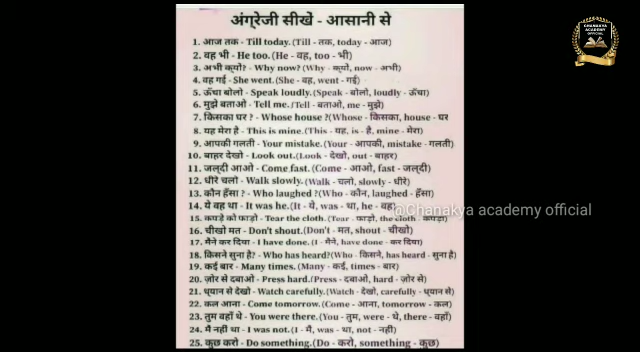 अंग्रेजी सीखे - आसानी से
1. आज तक - Till today. (Till - तक, today - आज)
2. वह भी - He too. (He - वह, too - भी)
3. अभी क्यो? - Why now? (Why - क्यो, now - अभी)
4. वह गई - She went. (She - वह, went - गई)
5. ऊँचा बोलो - Speak loudly. (Speak - बोलो, loudly - ऊँचा)
6. मुझे बताओ - Tell me. (Tell - बताओ, me - मुझे)
7. किसका घर ? - Whose house ?(Whose - किसका, house - घर
8. यह मेरा है - This is mine. (This - यह, is - है, mine - मेरा)
9. आपकी गलती - Your mistake. (Your - आपकी, mistake - गलती)
10. बाहर देखो - Look out. (Look - देखो, out - बाहर)
11. जल्दी आओ - Come fast. (Come - आओ, fast - जल्दी)
12. धीरे चलो - Walk slowly. (Walk - चलो, slowly - धीरे)
13. कौन हँसा ? - Who laughed ?(Who - कौन, laughed - हँसा)
14. ये वह था - It was he. (It - ये, was - था, he - वह)
15. कपडे को फाड़ो - Tear the cloth. (Tear - फाड़ो, the cloth - कपड़ा)
16. चीखो मत - Don't shout. (Don't - मत, shout - चीखो)
17. मैने कर दिया - I have done. (I - मैने, have done - कर दिया)
18. किसने सुना है? - Who has heard?(Who - किसने, has heard - सुना है)
19. कई बार - Many times. (Many - कई, times - बार)
20. ज़ोर से दबाओ - Press hard. (Press - दबाओ, hard - ज़ोर से)
21. ध्यान से देखो - Watch carefully. (Watch - देखो, carefully - ध्यान से)
22. कल आना - Come tomorrow. (Come - आना, tomorrow - कल)
23. तुम वहाँ थे - You were there. (You - तुम, were - थे, there - वहाँ)
24. मै नहीं था - I was not. (I - मै, was - था, not - नहीं)
25. कुछ करो - Do something. (Do - करो, something - कुछ)
@Chanakya academy official
CHANAKYA
ACADEMY
OFFICIAL